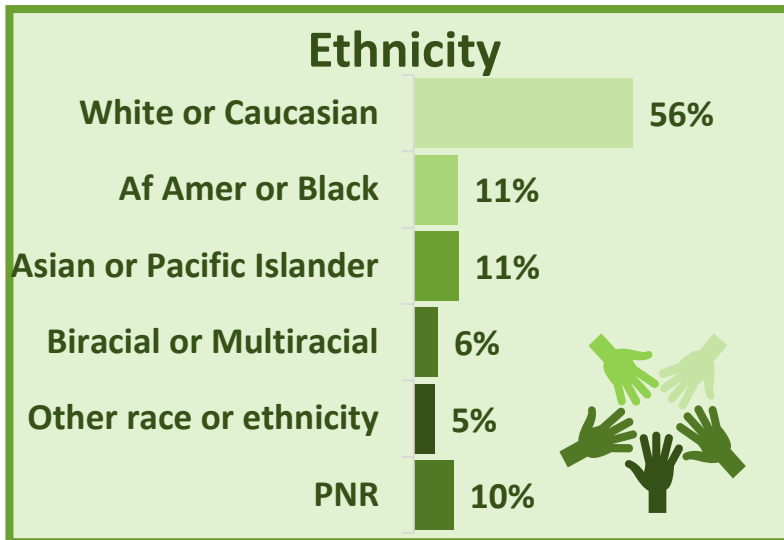 Ethnicity
White or Caucasian 56%
Af Amer or Black 11%
Asian or Pacific Islander 11%
Biracial or Multiracial 6%
Other race or ethnicity 5%
PNR 10%